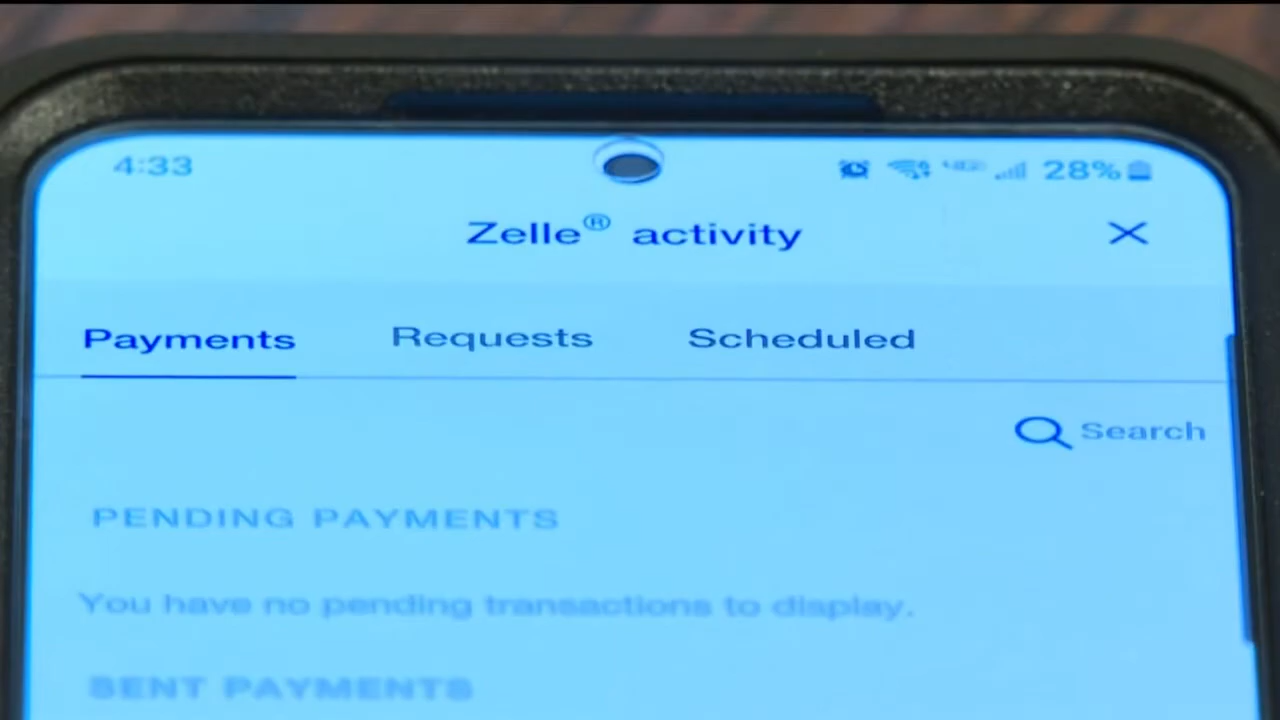 4:33 28%
Zelle® activity
Payments Requests Scheduled
Search
PENDING PAYMENTS
You have no pending transactions to display.
SENT PAYMENTS